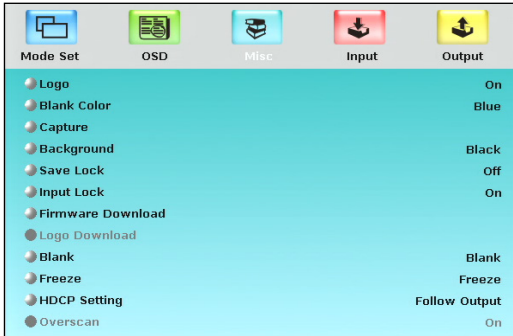 Mode Set OSD Misc Input Output
Logo On
Blank Color Blue
Capture
Background Black
Save Lock Off
Input Lock On
Firmware Download
Logo Download
Blank Blank
Freeze Freeze
HDCP Setting Follow Output
Overscan On